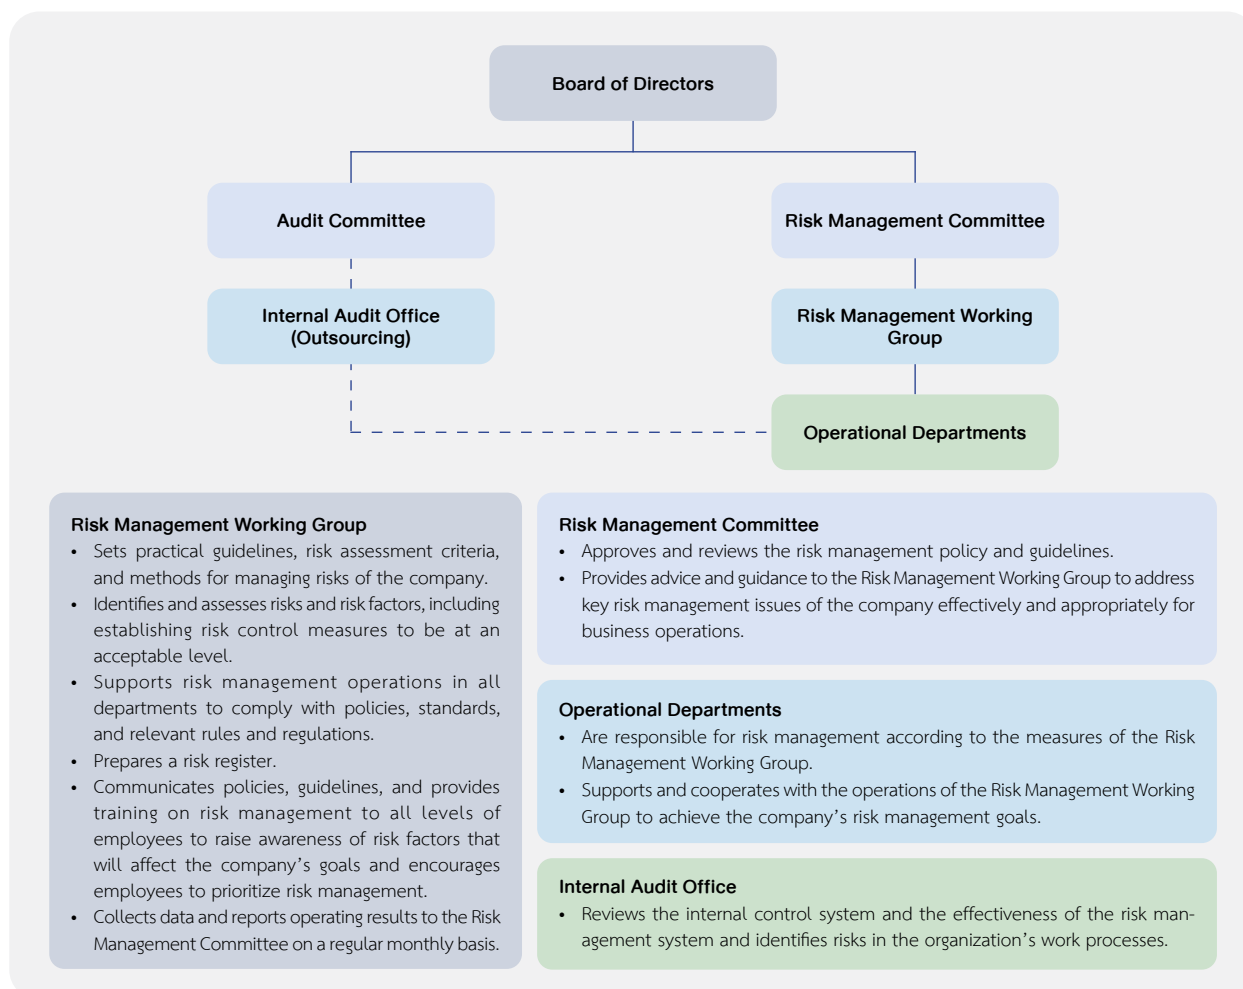 Board of Directors
Audit Committee
Risk Management Committee
Internal Audit Office
(Outsourcing)
Risk Management Working
Group
Operational Departments
Risk Management Working Group
• Sets practical guidelines, risk assessment criteria,
and methods for managing risks of the company.
• Identifies and assesses risks and risk factors, including
establishing risk control measures to be at an
acceptable level.
• Supports risk management operations in all
departments to comply with policies, standards,
and relevant rules and regulations.
• Prepares a risk register.
• Communicates policies, guidelines, and provides
training on risk management to all levels of
employees to raise awareness of risk factors that
will affect the company's goals and encourages
employees to prioritize risk management.
• Collects data and reports operating results to the Risk
Management Committee on a regular monthly basis.
Risk Management Committee
• Approves and reviews the risk management policy and guidelines.
• Provides advice and guidance to the Risk Management Working Group to address
key risk management issues of the company effectively and appropriately for
business operations.
Operational Departments
• Are responsible for risk management according to the measures of the Risk
Management Working Group.
• Supports and cooperates with the operations of the Risk Management Working
Group to achieve the company's risk management goals.
Internal Audit Office
• Reviews the internal control system and the effectiveness of the risk man-
agement system and identifies risks in the organization's work processes.